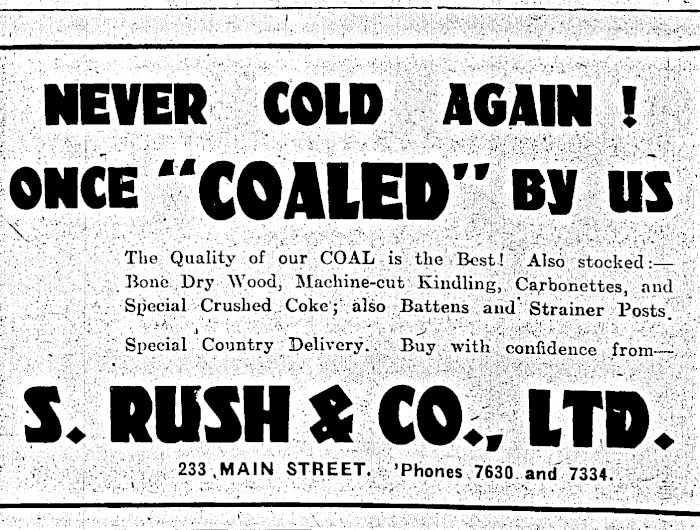 NEVER COLD AGAIN !
ONCE "COALED" BY US
The Quality of our COAL is the Best! Also stocked:—
Bone Dry Wood, Machine-cut Kindling, Carbonettes, and
Special Crushed Coke; also Battens and Strainer Posts.
Special Country Delivery. Buy with confidence from—
S. RUSH & CO., LTD.
233 MAIN STREET. 'Phones 7630 and 7334.